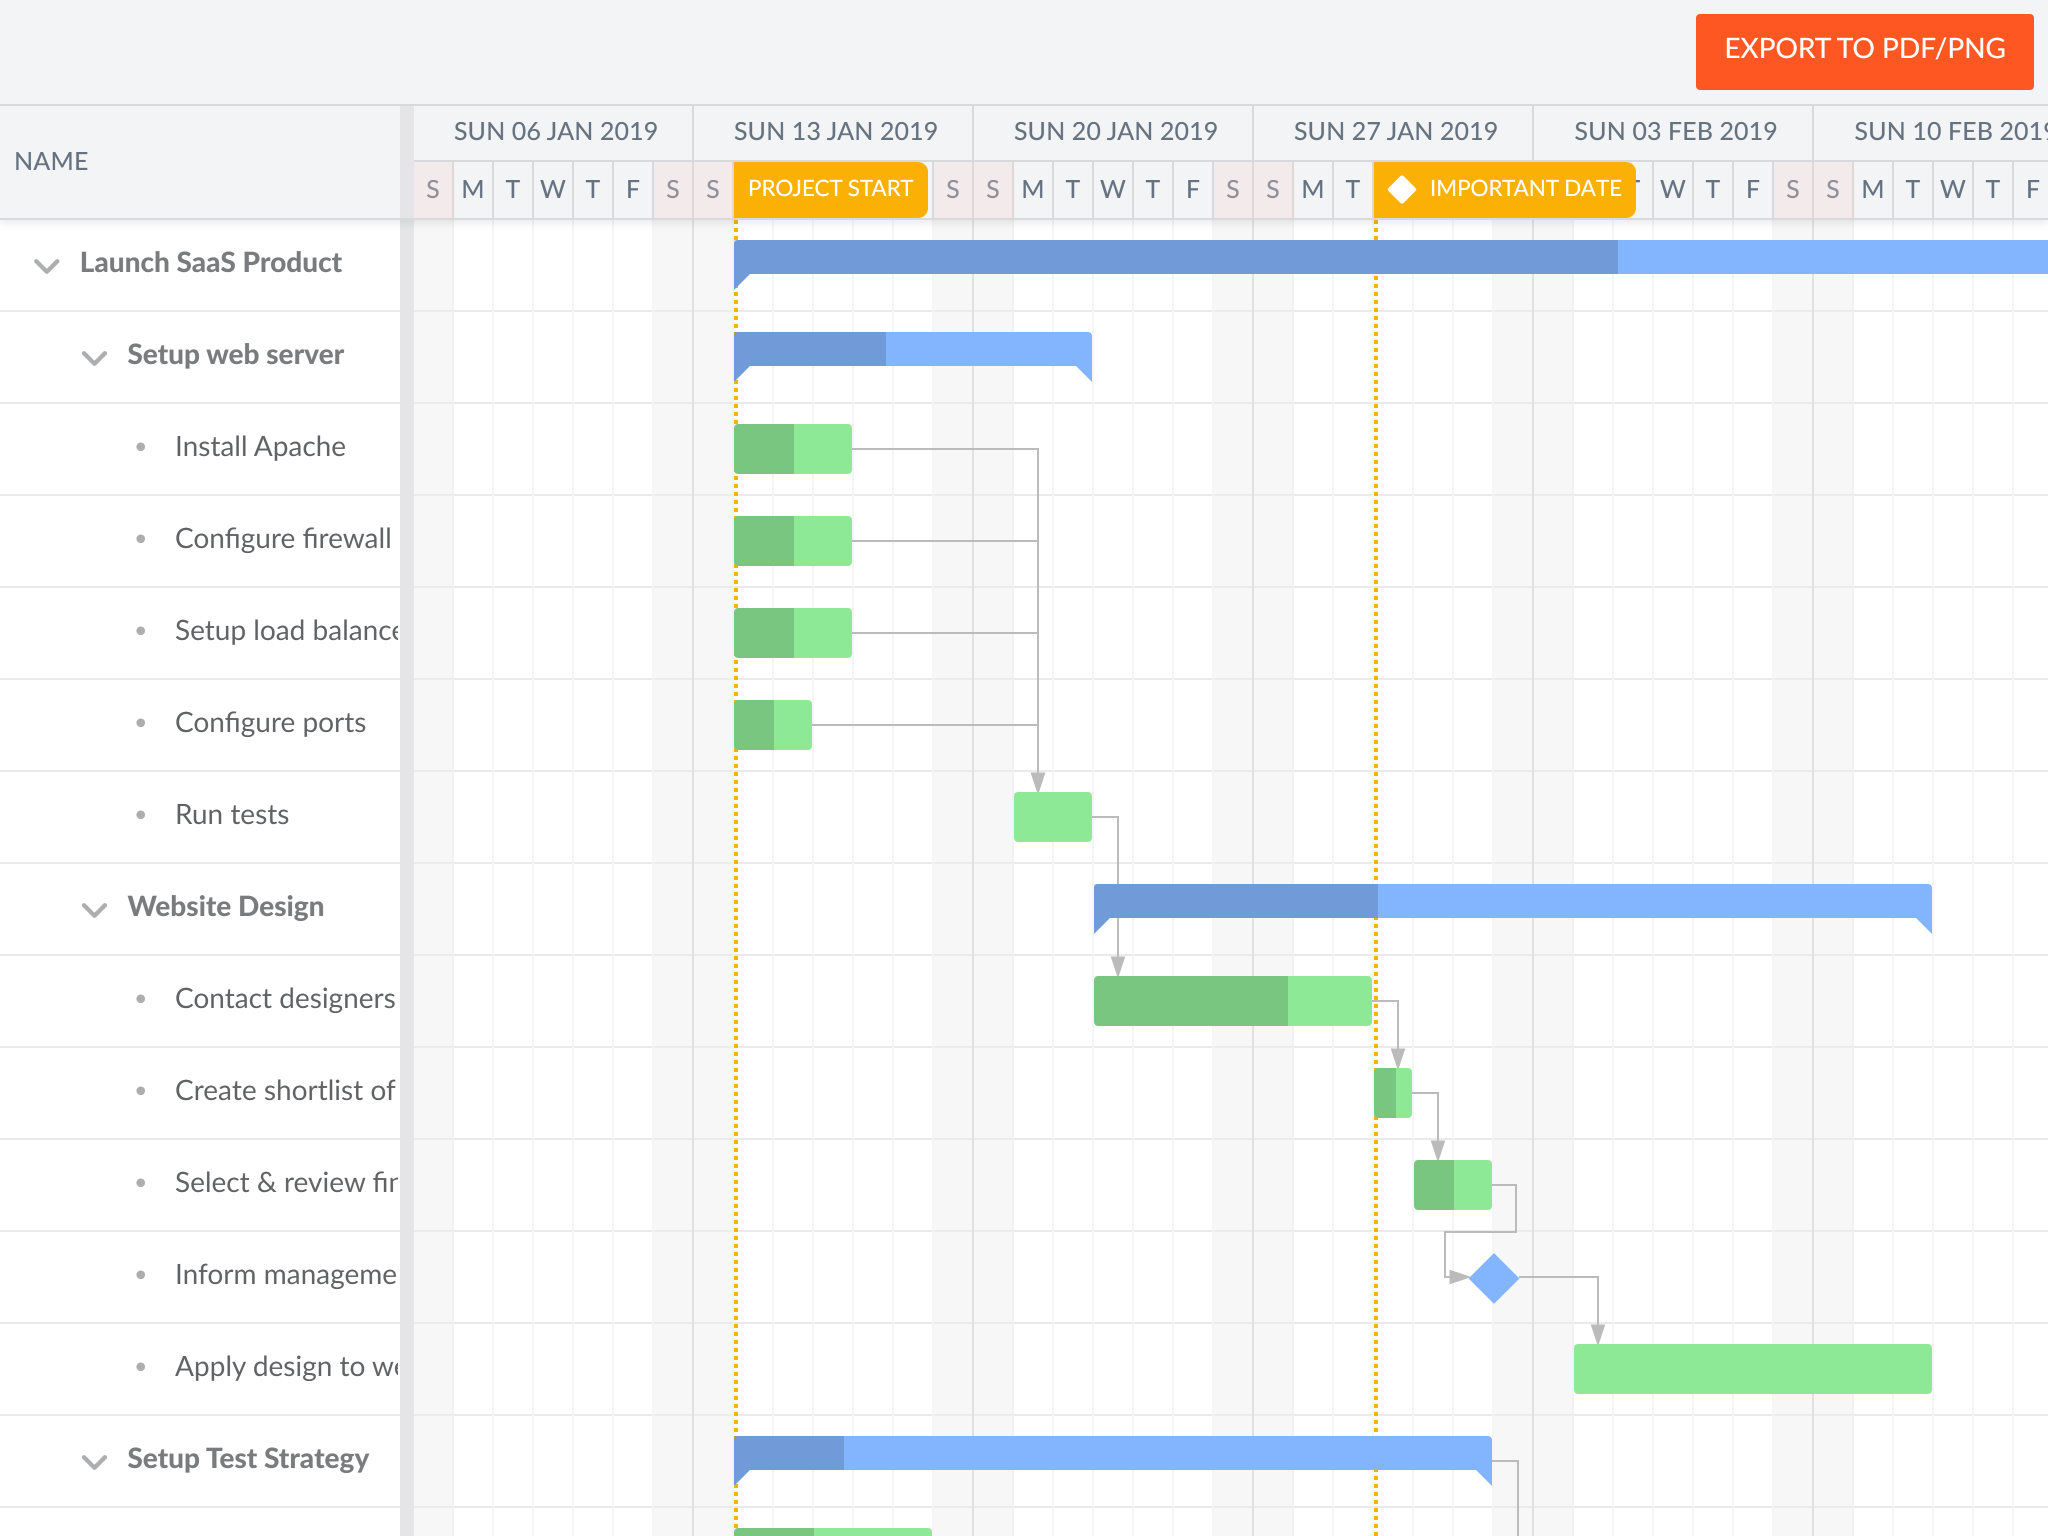 EXPORT TO PDF/PNG
NAME
SUN 06 JAN 2019 SUN 13 JAN 2019 SUN 20 JAN 2019 SUN 27 JAN 2019 SUN 03 FEB 2019 SUN 10 FEB 2019
S M T W T F S S PROJECT START S S M T W T F S S M T IMPORTANT DATE T W T F S S M T W T F
Launch SaaS Product
Setup web server
Install Apache
Configure firewall
Setup load balance
Configure ports
Run tests
Website Design
Contact designers
Create shortlist of
Select & review fin
Inform manageme
Apply design to we
Setup Test Strategy